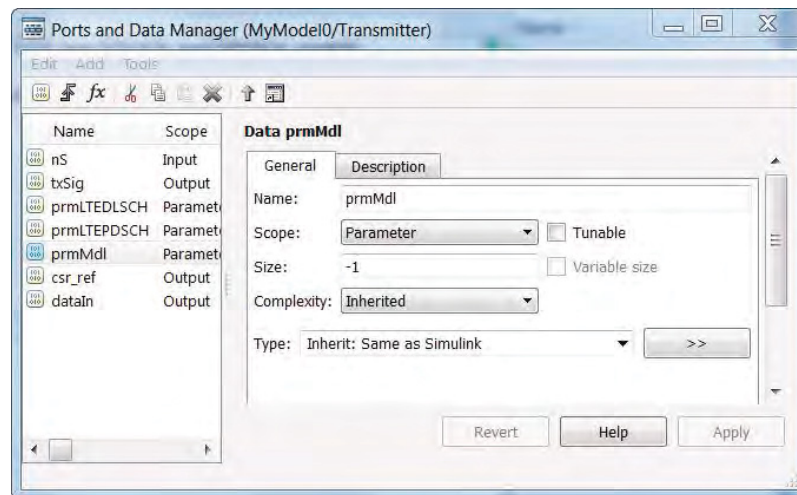 Ports and Data Manager (MyModel0/Transmitter)
Edit Add Tools
fx
Name Scope
nS Input
txSig Output
prmLTEDLSCH Paramet
prmLTEPDSCH Paramet
prmMdl Paramet
csr_ref Output
dataIn Output
Data prmMdl
General Description
Name: prmMdl
Scope: Parameter Tunable
Size: -1 Variable size
Complexity: Inherited
Type: Inherit: Same as Simulink >>
Revert Help Apply